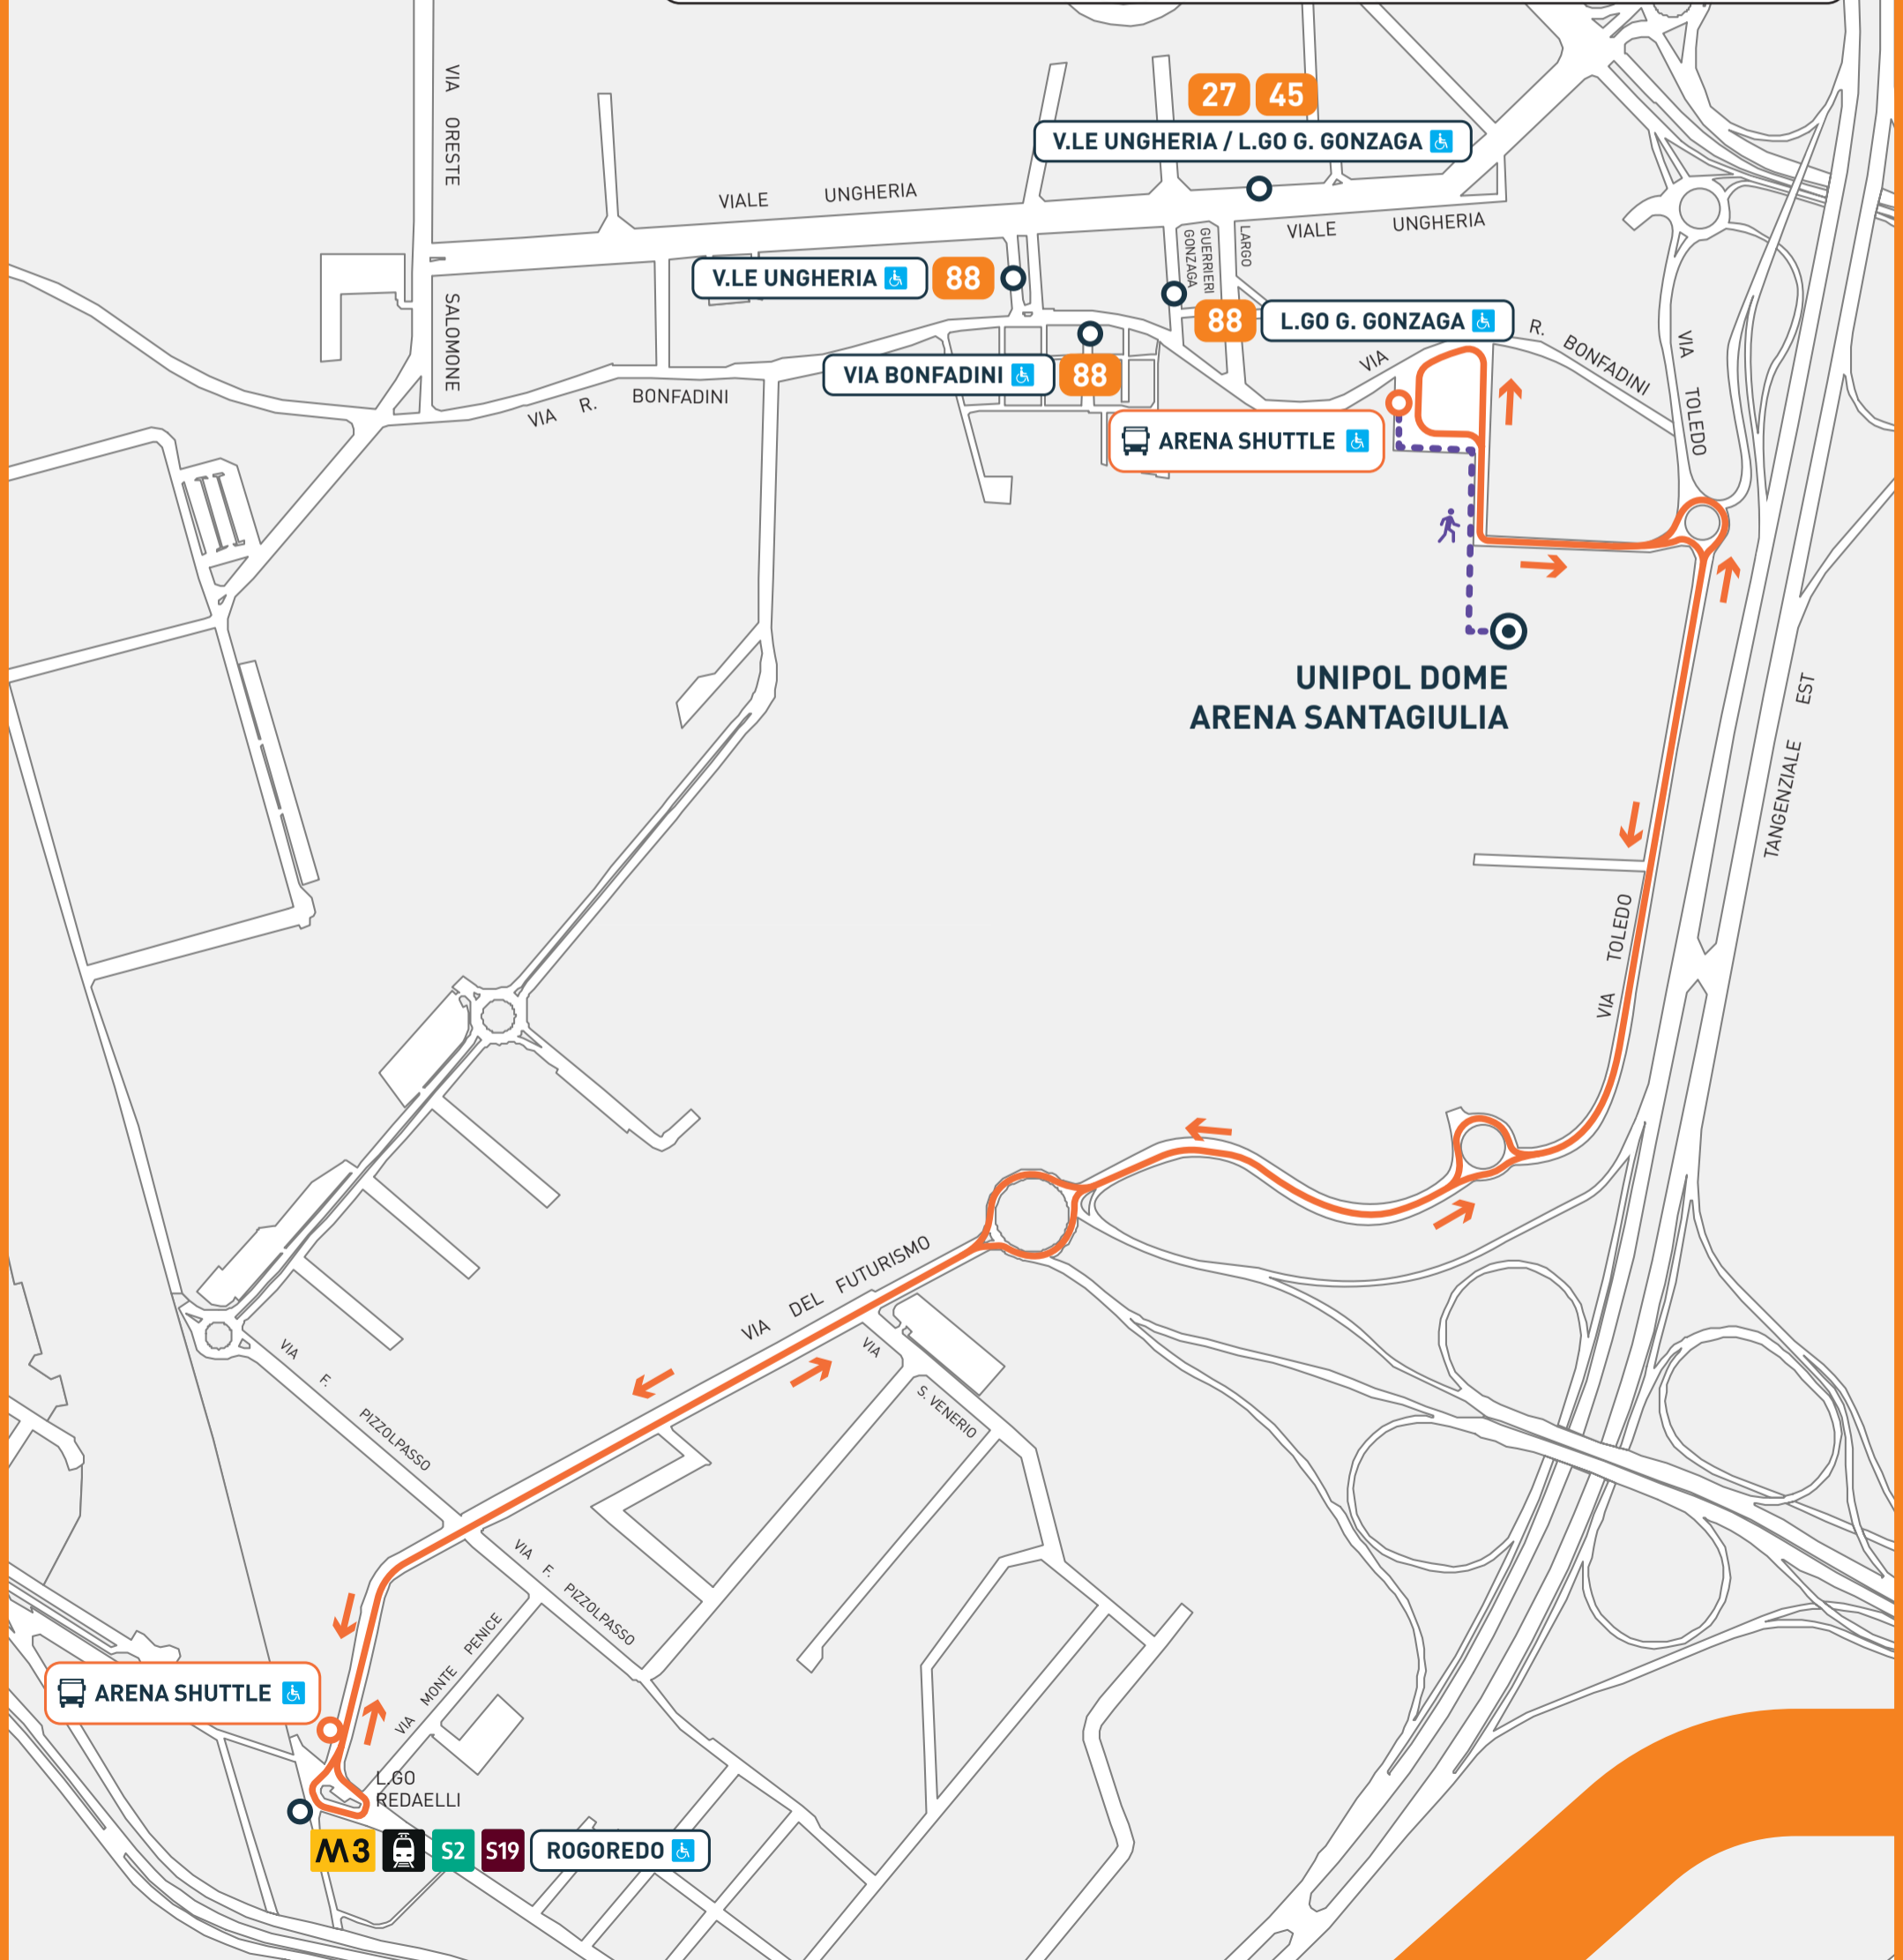 VIA ORESTE
27 45
V.LE UNGHERIA / L.GO G. GONZAGA
VIALE UNGHERIA
VIALE UNGHERIA
LARGO
GUERRIERI
GONZAGA
V.LE UNGHERIA 88
SALOMONE
88 L.GO G. GONZAGA
VIA R. BONFADINI
VIA TOLEDO
VIA BONFADINI 88
VIA R. BONFADINI
ARENA SHUTTLE
UNIPOL DOME
ARENA SANTAGIULIA
TANGENZIALE EST
VIA TOLEDO
VIA DEL FUTURISMO
VIA S. VENERIO
VIA F. PIZZOLPASSO
VIA F. PIZZOLPASSO
VIA MONTE PENICE
ARENA SHUTTLE
L.GO
REDAELLI
M3 S2 S19 ROGOREDO